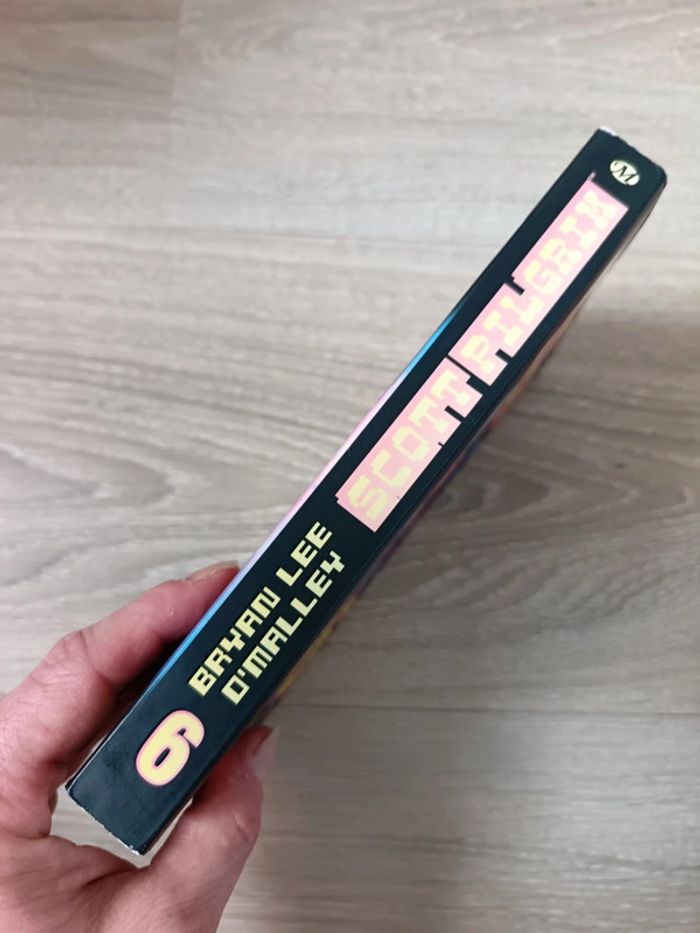 6
BRYAN LEE
O'MALLEY
SCOTT PILGRIM
M